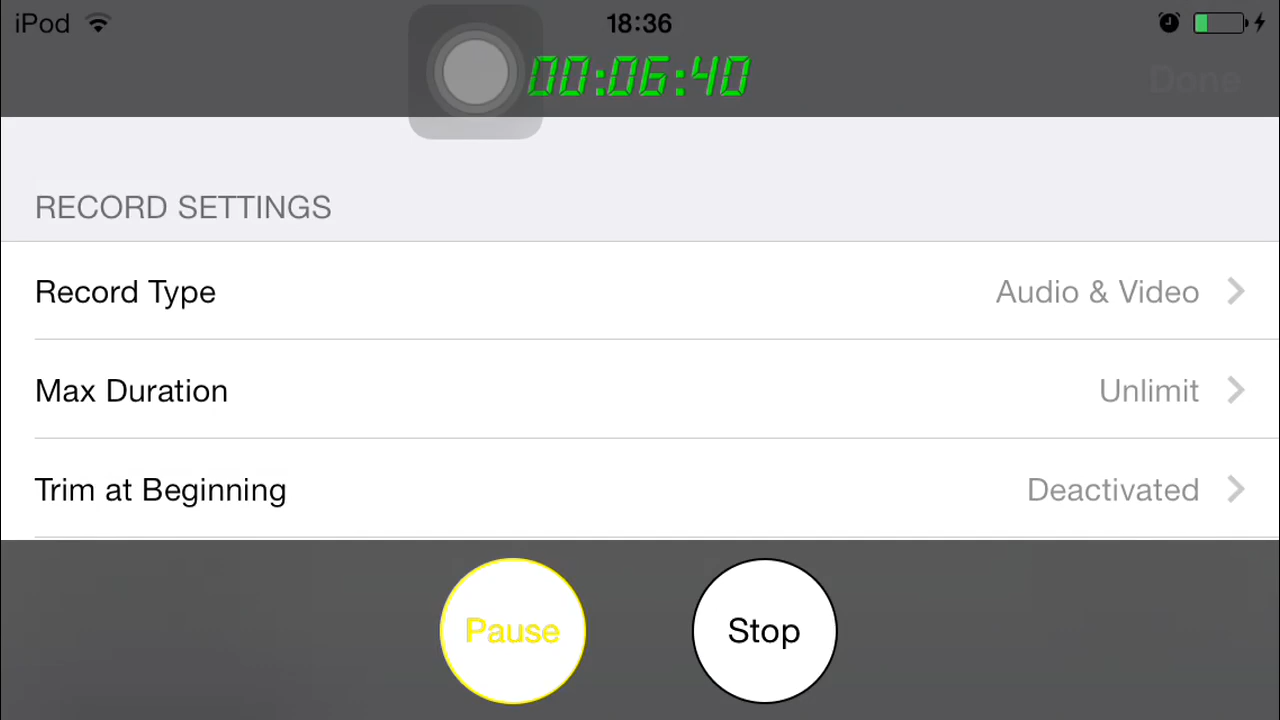 iPod 18:36
00:06:40 Done
RECORD SETTINGS
Record Type Audio & Video
Max Duration Unlimit
Trim at Beginning Deactivated
Pause Stop